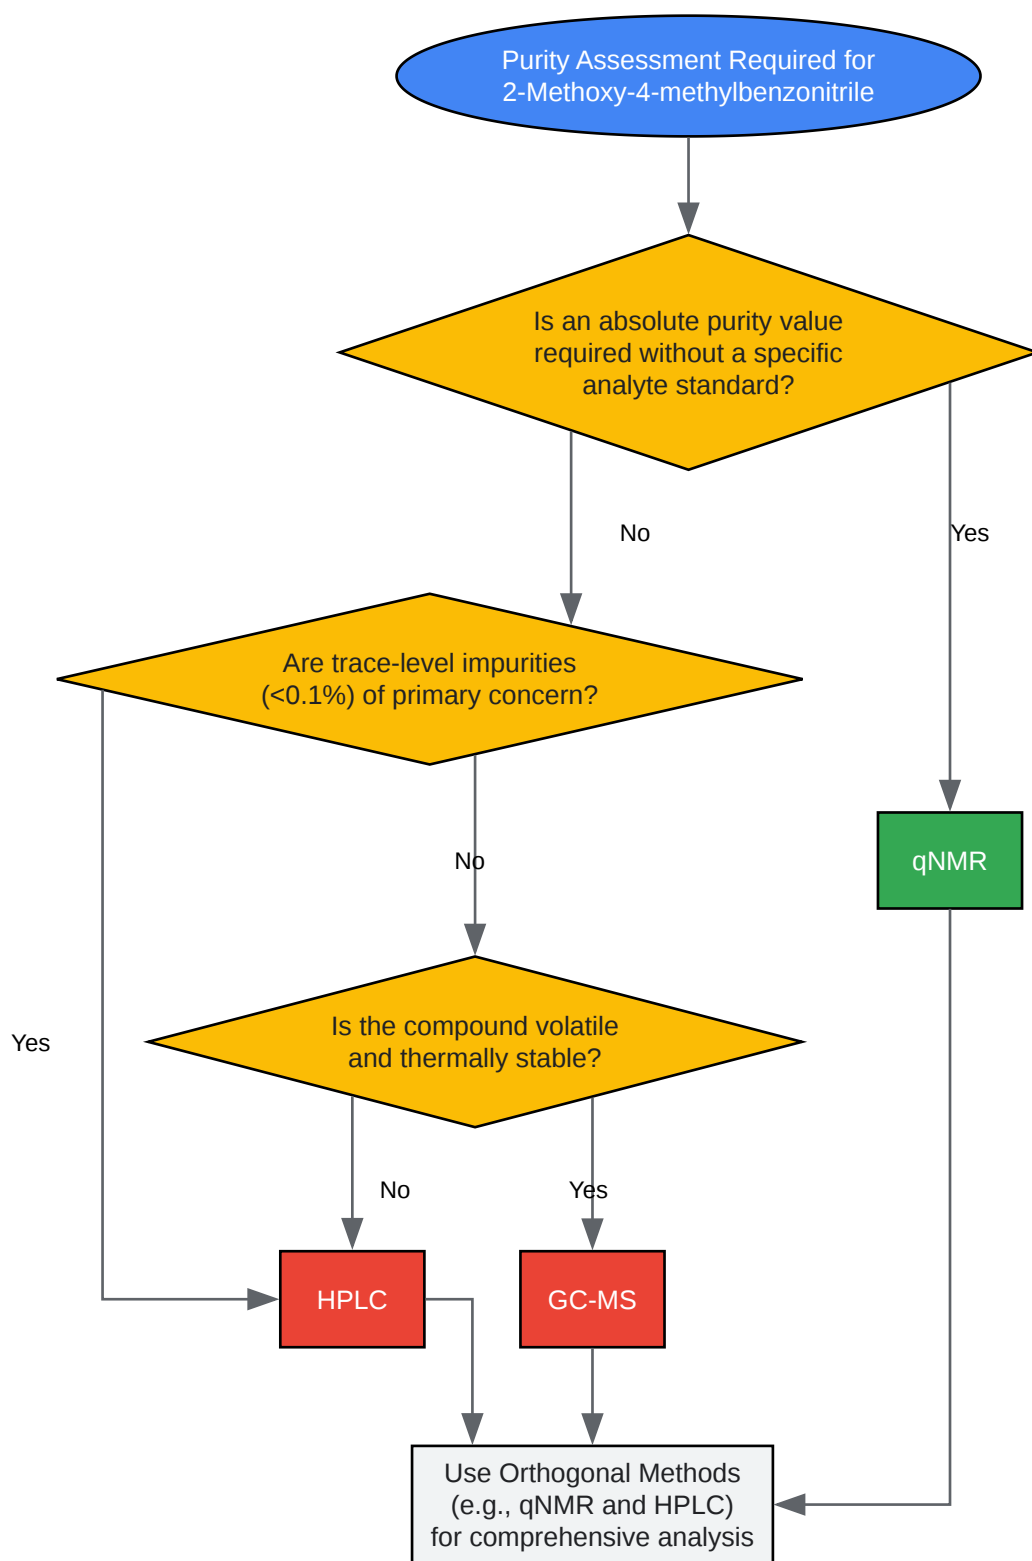 Purity Assessment Required for
2-Methoxy-4-methylbenzonitrile
Is an absolute purity value
required without a specific
analyte standard?
No
Yes
Are trace-level impurities
(<0.1%) of primary concern?
No
qNMR
Is the compound volatile
and thermally stable?
Yes
No
Yes
HPLC
GC-MS
Use Orthogonal Methods
(e.g., qNMR and HPLC)
for comprehensive analysis